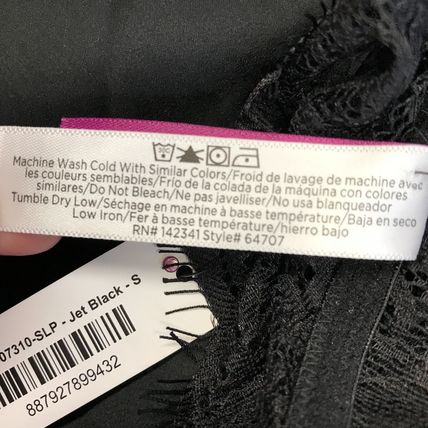 Machine Wash Cold With Similar Colors/Froid de lavage de machine avec
les couleurs semblables/Frío de la colada de la máquina con colores
similares/Do Not Bleach/Ne pas javelliser/No usa blanqueador
Tumble Dry Low/Séchage en machine à basse température/Baja en seco
Low Iron/Fer à basse température/hierro bajo
RN# 142341 Style# 64707
07310-SLP - Jet Black - S
887927899432